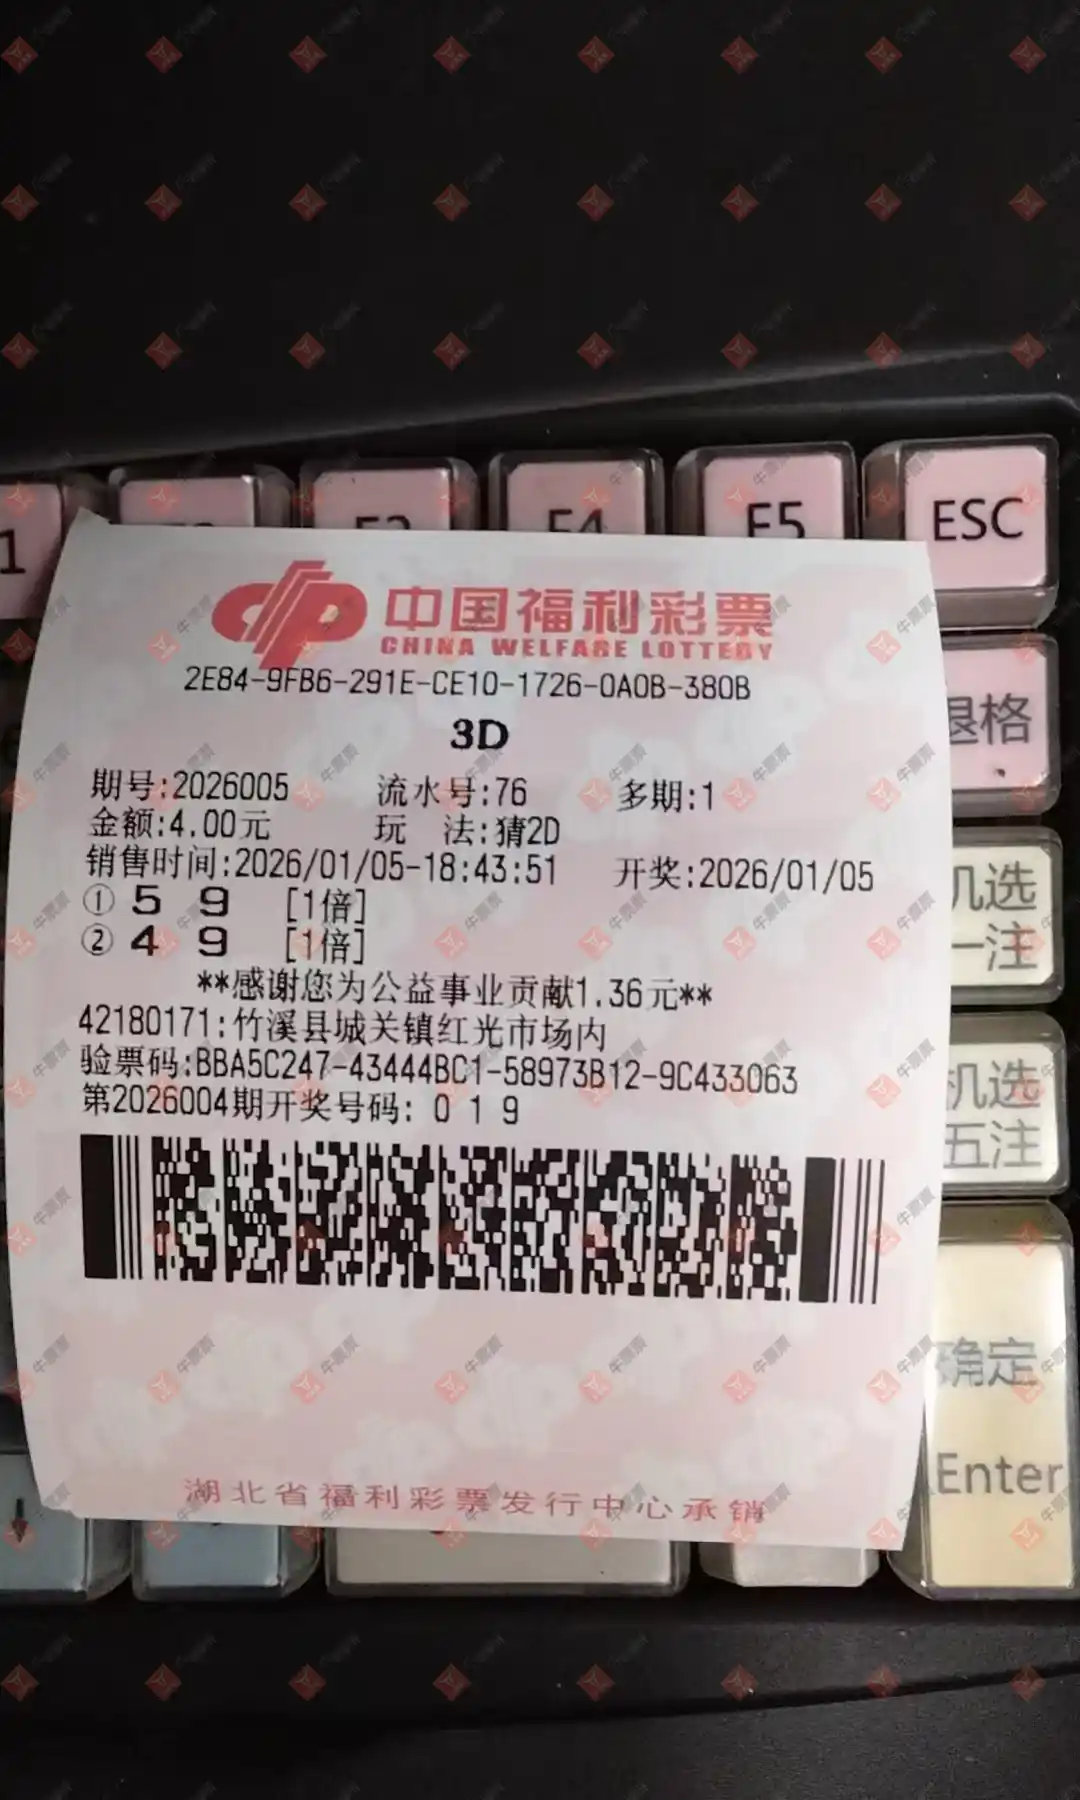 1
F3
F4
F5
ESC
中国福利彩票
CHINA WELFARE LOTTERY
2E84-9FB6-291E-CE10-1726-0A0B-380B
3D
期号:2026005 流水号:76 多期:1
金额:4.00元 玩 法:猜2D
销售时间:2026/01/05-18:43:51 开奖:2026/01/05
① 5 9 [1倍]
② 4 9 [1倍]
**感谢您为公益事业贡献1.36元**
42180171:竹溪县城关镇红光市场内
验票码:BBA5C247-43444BC1-58973B12-9C433063
第2026004期开奖号码: 0 1 9
湖北省福利彩票发行中心承销
退格
机选
一注
机选
五注
确定
Enter
牛票票